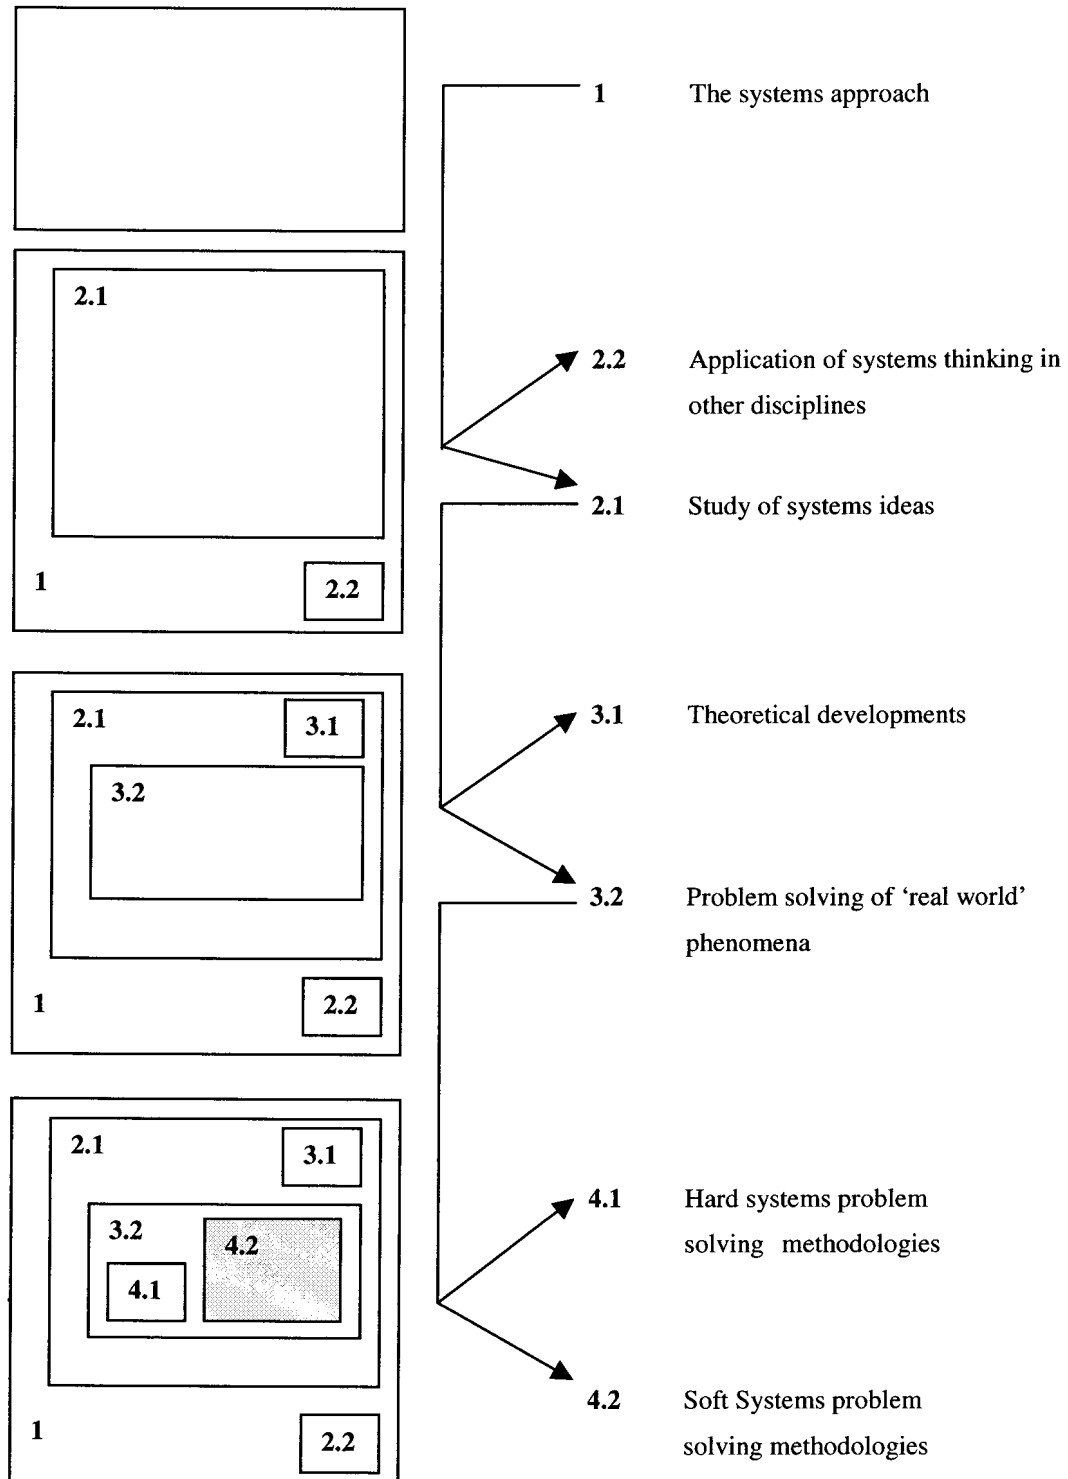 1 The systems approach
2.1
2.2 Application of systems thinking in
other disciplines
2.1 Study of systems ideas
1
2.2
2.1
3.1
3.1 Theoretical developments
3.2
3.2 Problem solving of ‘real world’
phenomena
1
2.2
2.1
3.1
4.1 Hard systems problem
solving methodologies
3.2
4.2
4.1
4.2 Soft Systems problem
solving methodologies
1
2.2